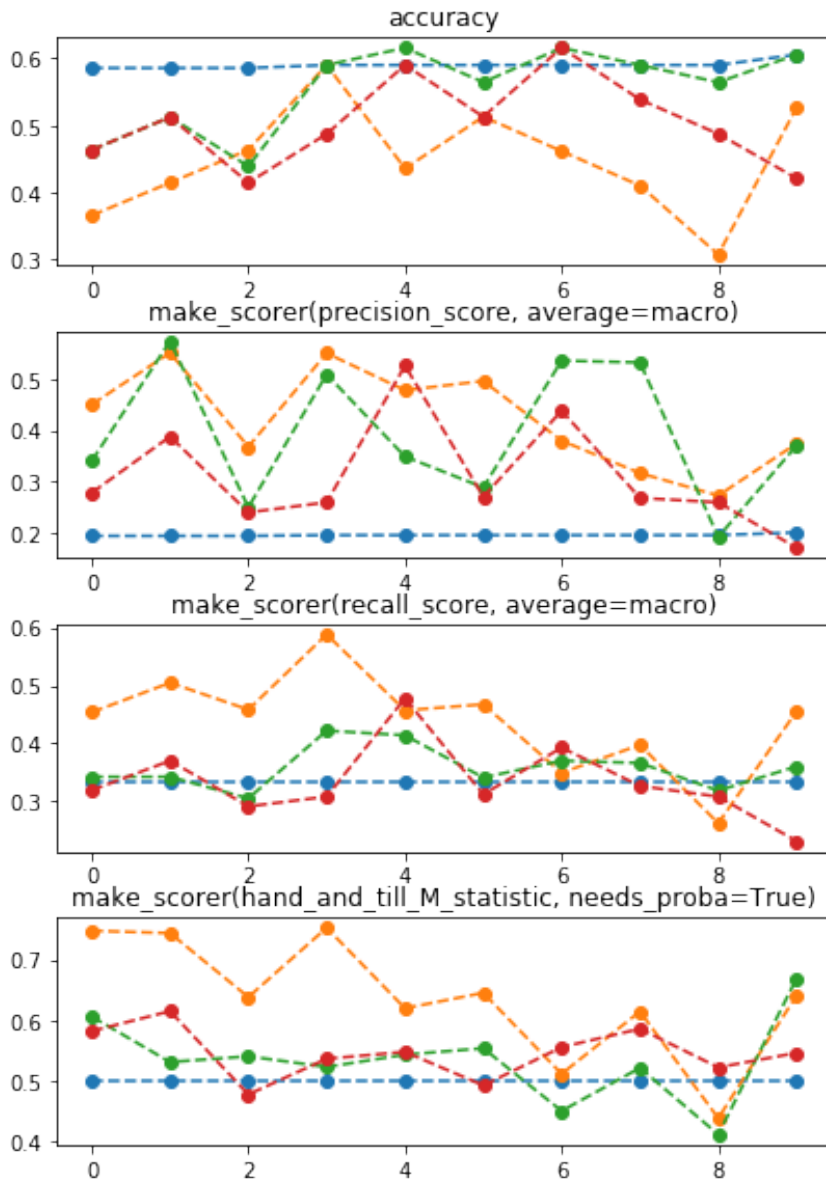 accuracy
0.6
0.5
0.4
0.3
0 2 4 6 8
make_scorer(precision_score, average=macro)
0.5
0.4
0.3
0.2
0 2 4 6 8
make_scorer(recall_score, average=macro)
0.6
0.5
0.4
0.3
0 2 4 6 8
make_scorer(hand_and_till_M_statistic, needs_proba=True)
0.7
0.6
0.5
0.4
0 2 4 6 8